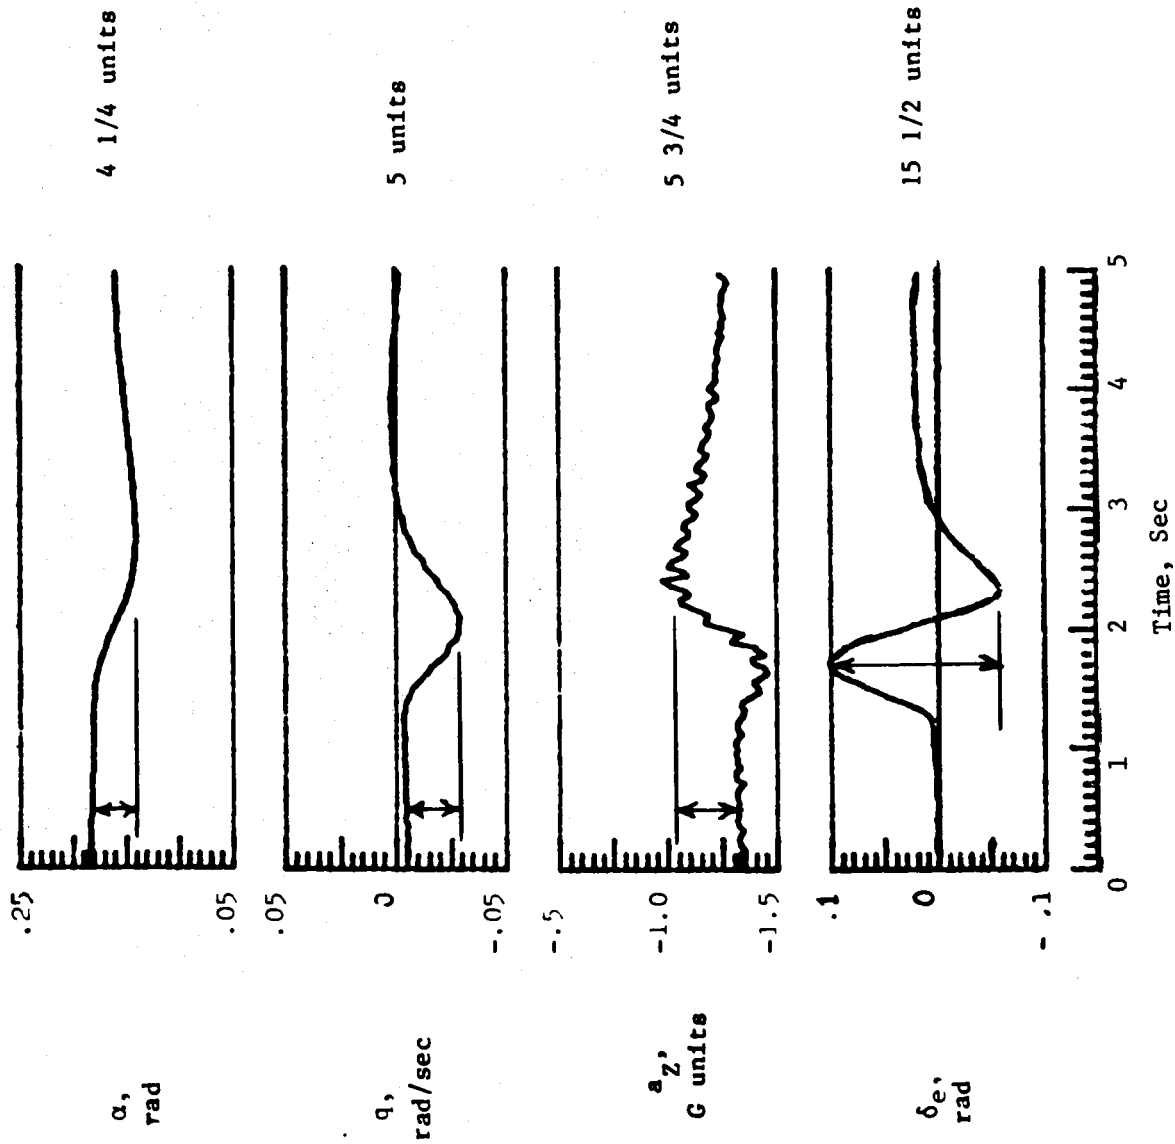 α,
rad
.25
.05
4 1/4 units
q,
rad/sec
.05
0
-.05
5 units
aZ,
G units
-.5
-1.0
-1.5
5 3/4 units
δe,
rad
.1
0
- .1
15 1/2 units
0 1 2 3 4 5
Time, Sec